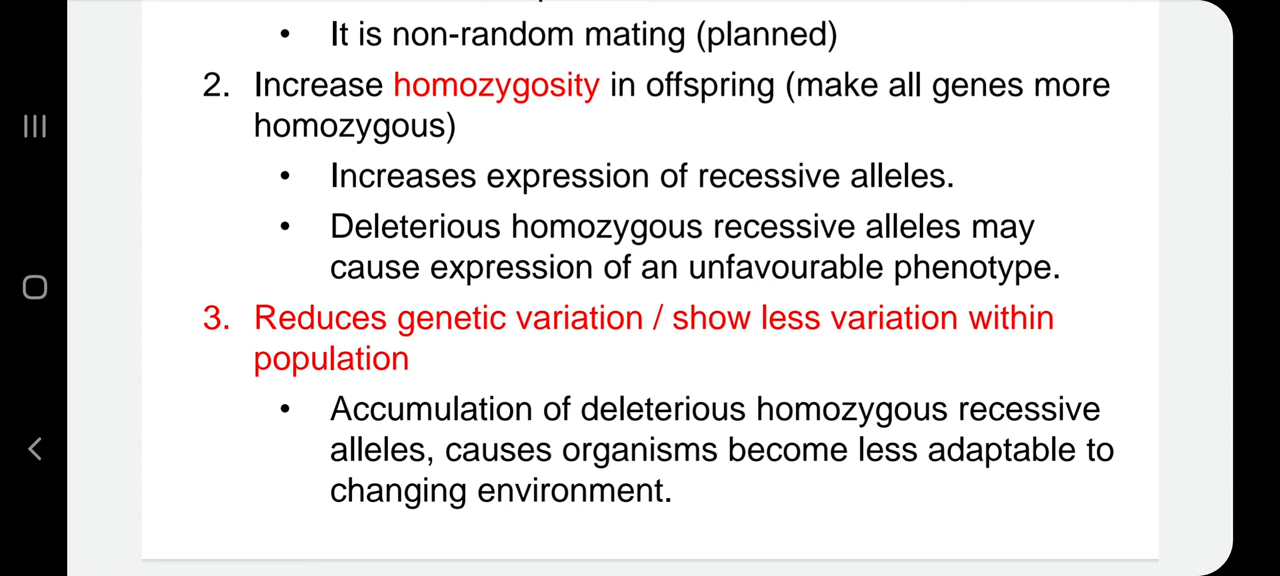 • It is non-random mating (planned)
2. Increase homozygosity in offspring (make all genes more
homozygous)
• Increases expression of recessive alleles.
• Deleterious homozygous recessive alleles may
cause expression of an unfavourable phenotype.
3. Reduces genetic variation / show less variation within
population
• Accumulation of deleterious homozygous recessive
alleles, causes organisms become less adaptable to
changing environment.